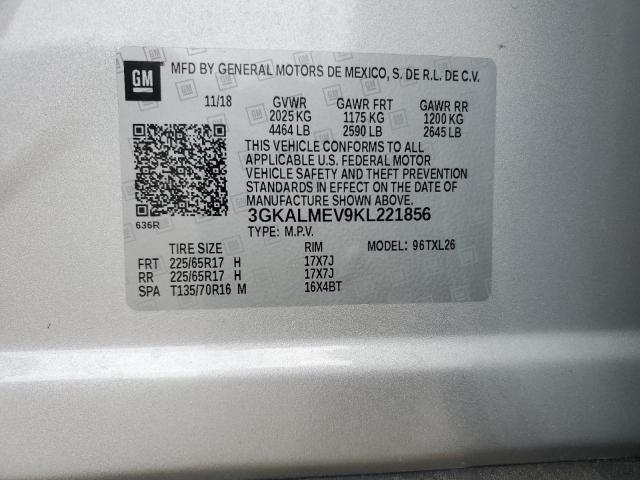 GM MFD BY GENERAL MOTORS DE MEXICO, S. DE R.L. DE C.V.
11/18 GVWR GAWR FRT GAWR RR
2025 KG 1175 KG 1200 KG
4464 LB 2590 LB 2645 LB
THIS VEHICLE CONFORMS TO ALL
APPLICABLE U.S. FEDERAL MOTOR
VEHICLE SAFETY AND THEFT PREVENTION
STANDARDS IN EFFECT ON THE DATE OF
MANUFACTURE SHOWN ABOVE.
3GKALMEV9KL221856
636R TYPE: M.P.V.
TIRE SIZE RIM MODEL: 96TXL26
FRT 225/65R17 H 17X7J
RR 225/65R17 H 17X7J
SPA T135/70R16 M 16X4BT